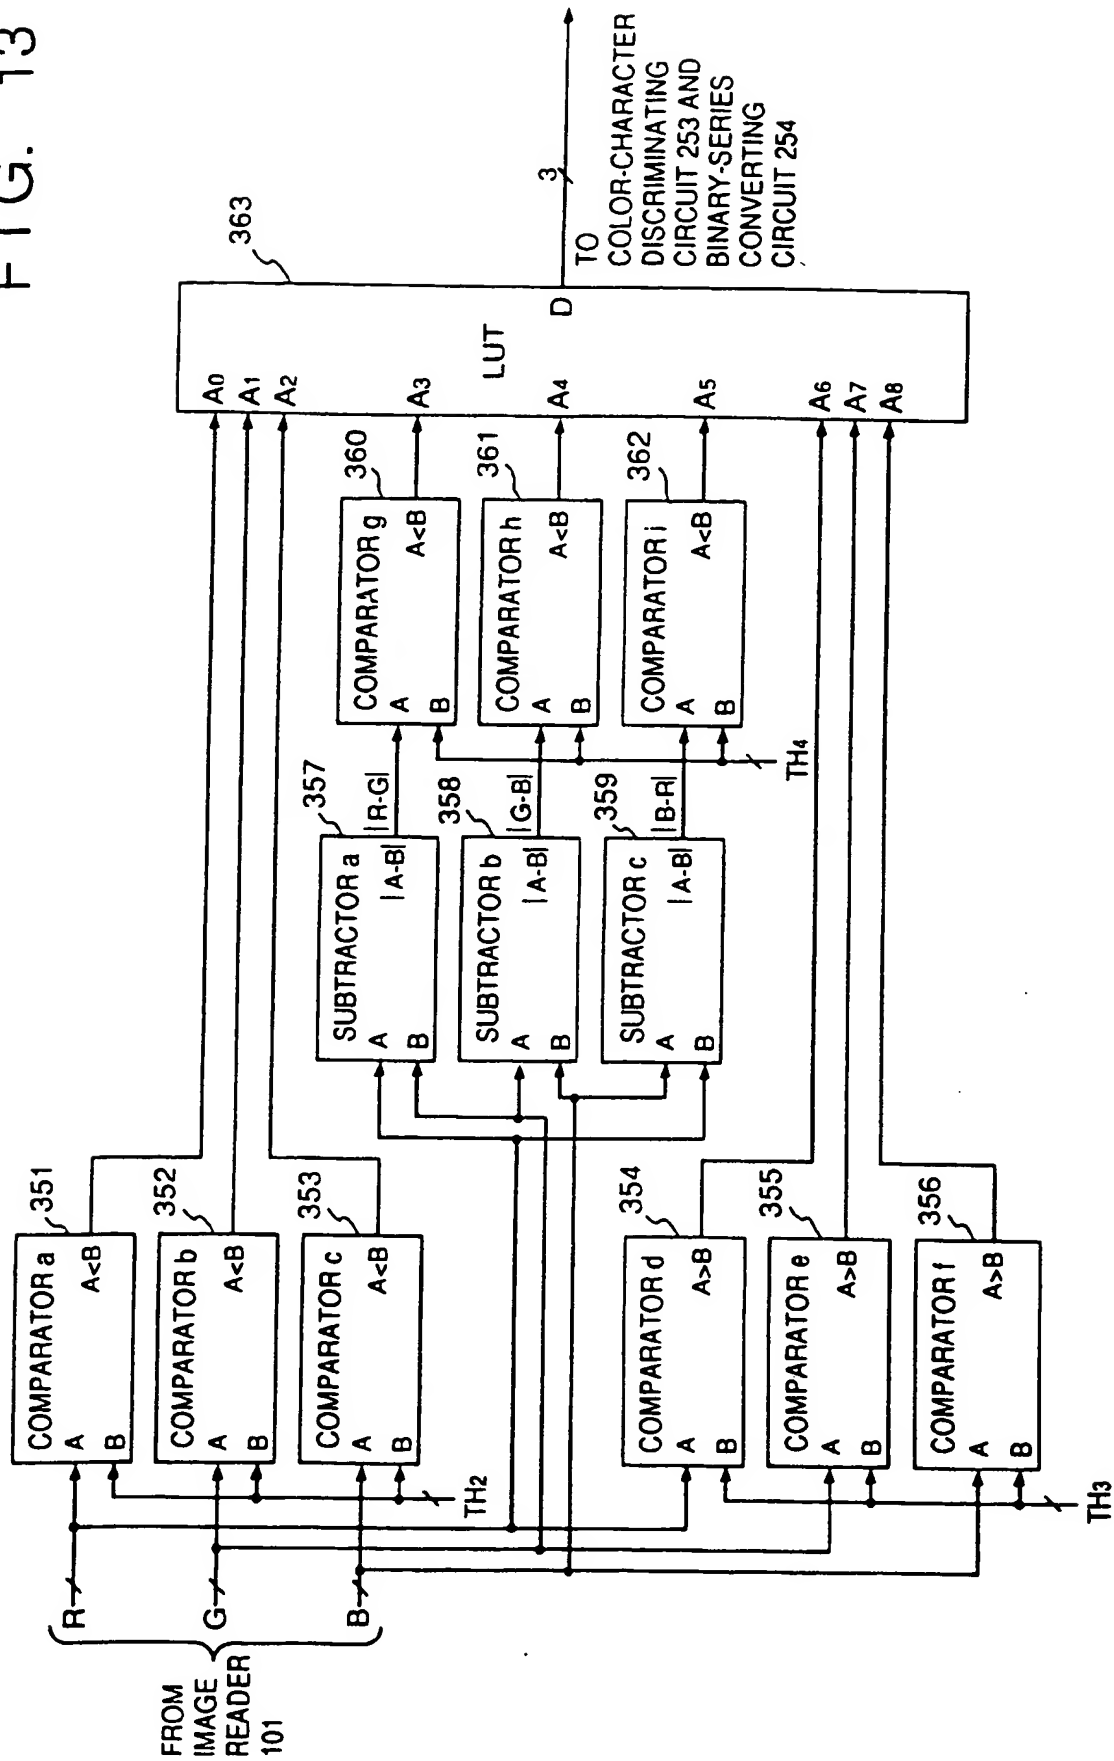 FIG. 13
FROM
IMAGE
READER
101
R
G
B
COMPARATOR a
A
B
A<B
351
COMPARATOR b
A
B
A<B
352
COMPARATOR c
A
B
A<B
353
TH2
COMPARATOR d
A
B
A>B
354
COMPARATOR e
A
B
A>B
355
COMPARATOR f
A
B
A>B
356
TH3
SUBTRACTOR a
A
B
|A-B|
357
|R-G|
SUBTRACTOR b
A
B
|A-B|
358
|G-B|
SUBTRACTOR c
A
B
|A-B|
359
|B-R|
COMPARATOR g
A
B
A<B
360
COMPARATOR h
A
B
A<B
361
COMPARATOR i
A
B
A<B
362
TH4
A0
A1
A2
A3
A4
A5
A6
A7
A8
LUT
D
363
3
TO
COLOR-CHARACTER
DISCRIMINATING
CIRCUIT 253 AND
BINARY-SERIES
CONVERTING
CIRCUIT 254